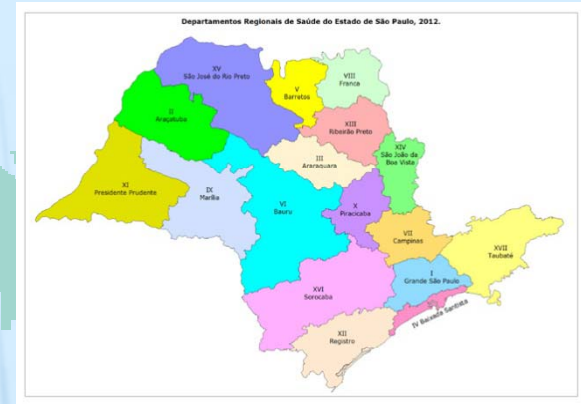 Departamentos Regionais de Saúde do Estado de São Paulo, 2012.
XV
São José do Rio Preto
V
Barretos
VIII
Franca
II
Araçatuba
XIII
Ribeirão Preto
XIV
São João da
Boa Vista
III
Araraquara
XI
Presidente Prudente
IX
Marília
VI
Bauru
X
Piracicaba
VII
Campinas
XVII
Taubaté
I
Grande São Paulo
XVI
Sorocaba
IV Baixada Santista
XII
Registro